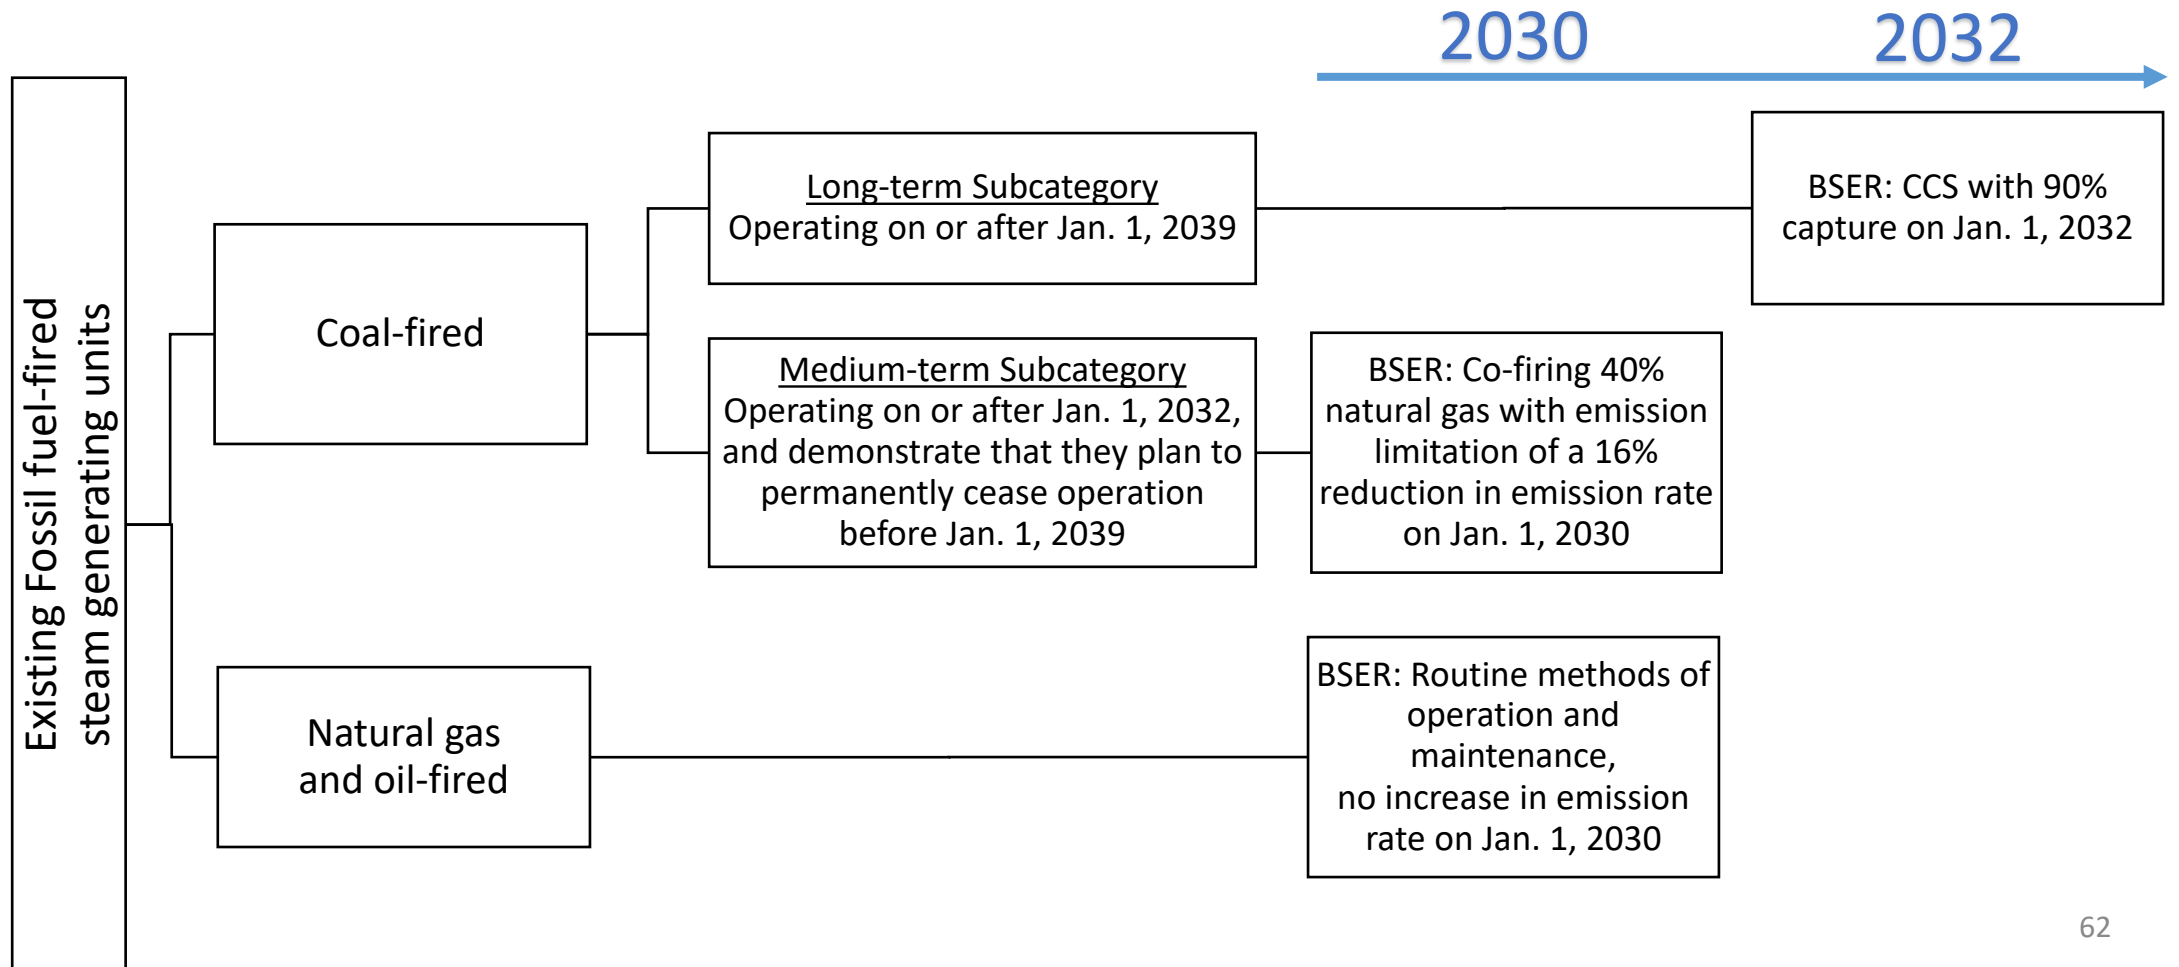 2030
2032
Existing Fossil fuel-fired
steam generating units
Coal-fired
Long-term Subcategory
Operating on or after Jan. 1, 2039
BSER: CCS with 90%
capture on Jan. 1, 2032
Medium-term Subcategory
Operating on or after Jan. 1, 2032,
and demonstrate that they plan to
permanently cease operation
before Jan. 1, 2039
BSER: Co-firing 40%
natural gas with emission
limitation of a 16%
reduction in emission rate
on Jan. 1, 2030
Natural gas
and oil-fired
BSER: Routine methods of
operation and
maintenance,
no increase in emission
rate on Jan. 1, 2030
62